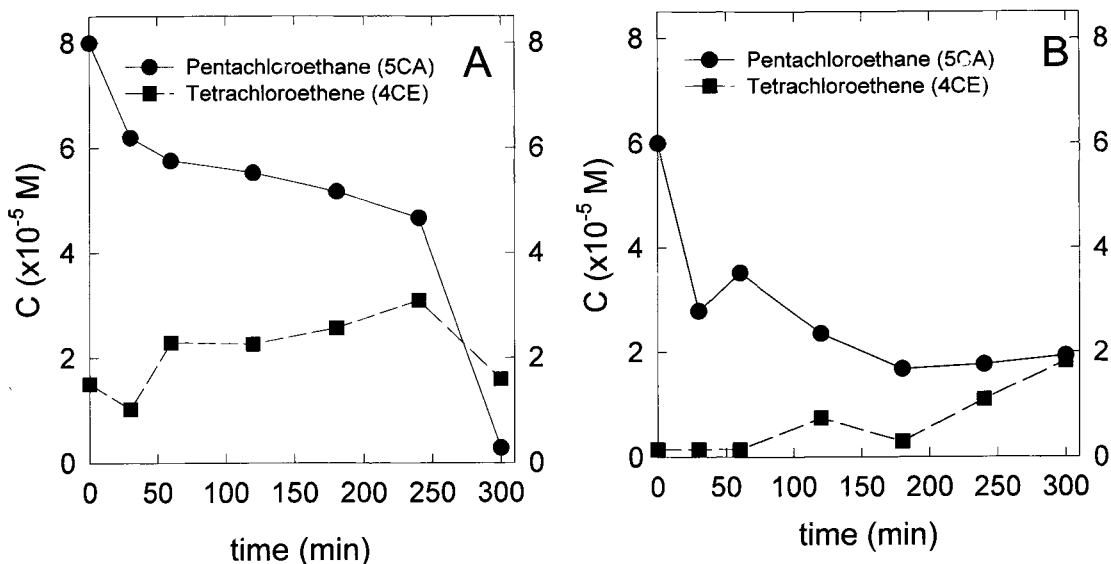 A
Pentachloroethane (5CA)
Tetrachloroethene (4CE)
C (x10⁻⁵ M)
8
6
4
2
0
8
6
4
2
0
0 50 100 150 200 250 300
time (min)
B
Pentachloroethane (5CA)
Tetrachloroethene (4CE)
C (x10⁻⁵ M)
8
6
4
2
0
8
6
4
2
0
0 50 100 150 200 250 300
time (min)